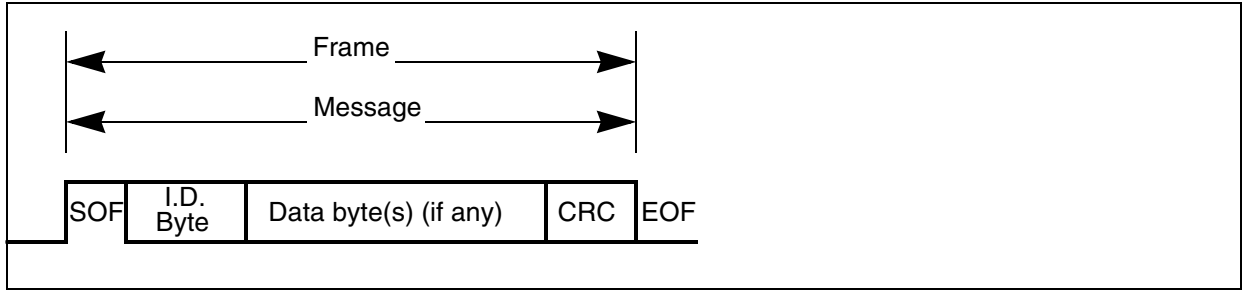 Frame
Message
SOF
I.D.
Byte
Data byte(s) (if any)
CRC
EOF